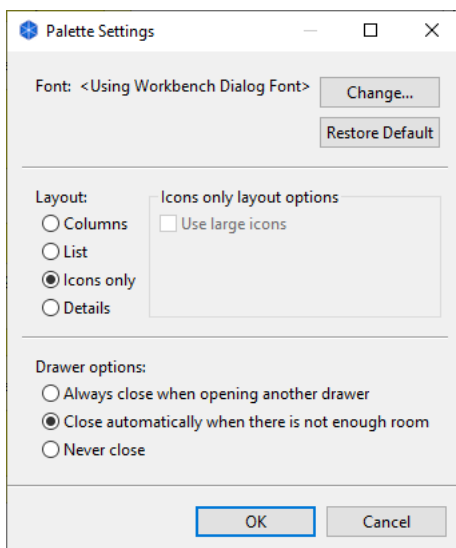 Palette Settings
Font: <Using Workbench Dialog Font>
Change...
Restore Default
Layout:
Columns
List
Icons only
Details
Icons only layout options
Use large icons
Drawer options:
Always close when opening another drawer
Close automatically when there is not enough room
Never close
OK
Cancel